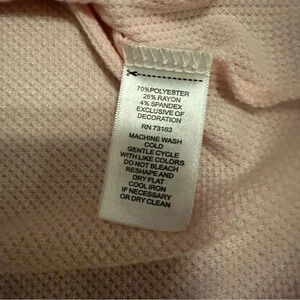 70%POLYESTER
26% RAYON
4% SPANDEX
EXCLUSIVE OF
DECORATION
RN 73163
MACHINE WASH
COLD
GENTLE CYCLE
WITH LIKE COLORS
DO NOT BLEACH
RESHAPE AND
DRY FLAT
COOL IRON
IF NECESSARY
OR DRY CLEAN